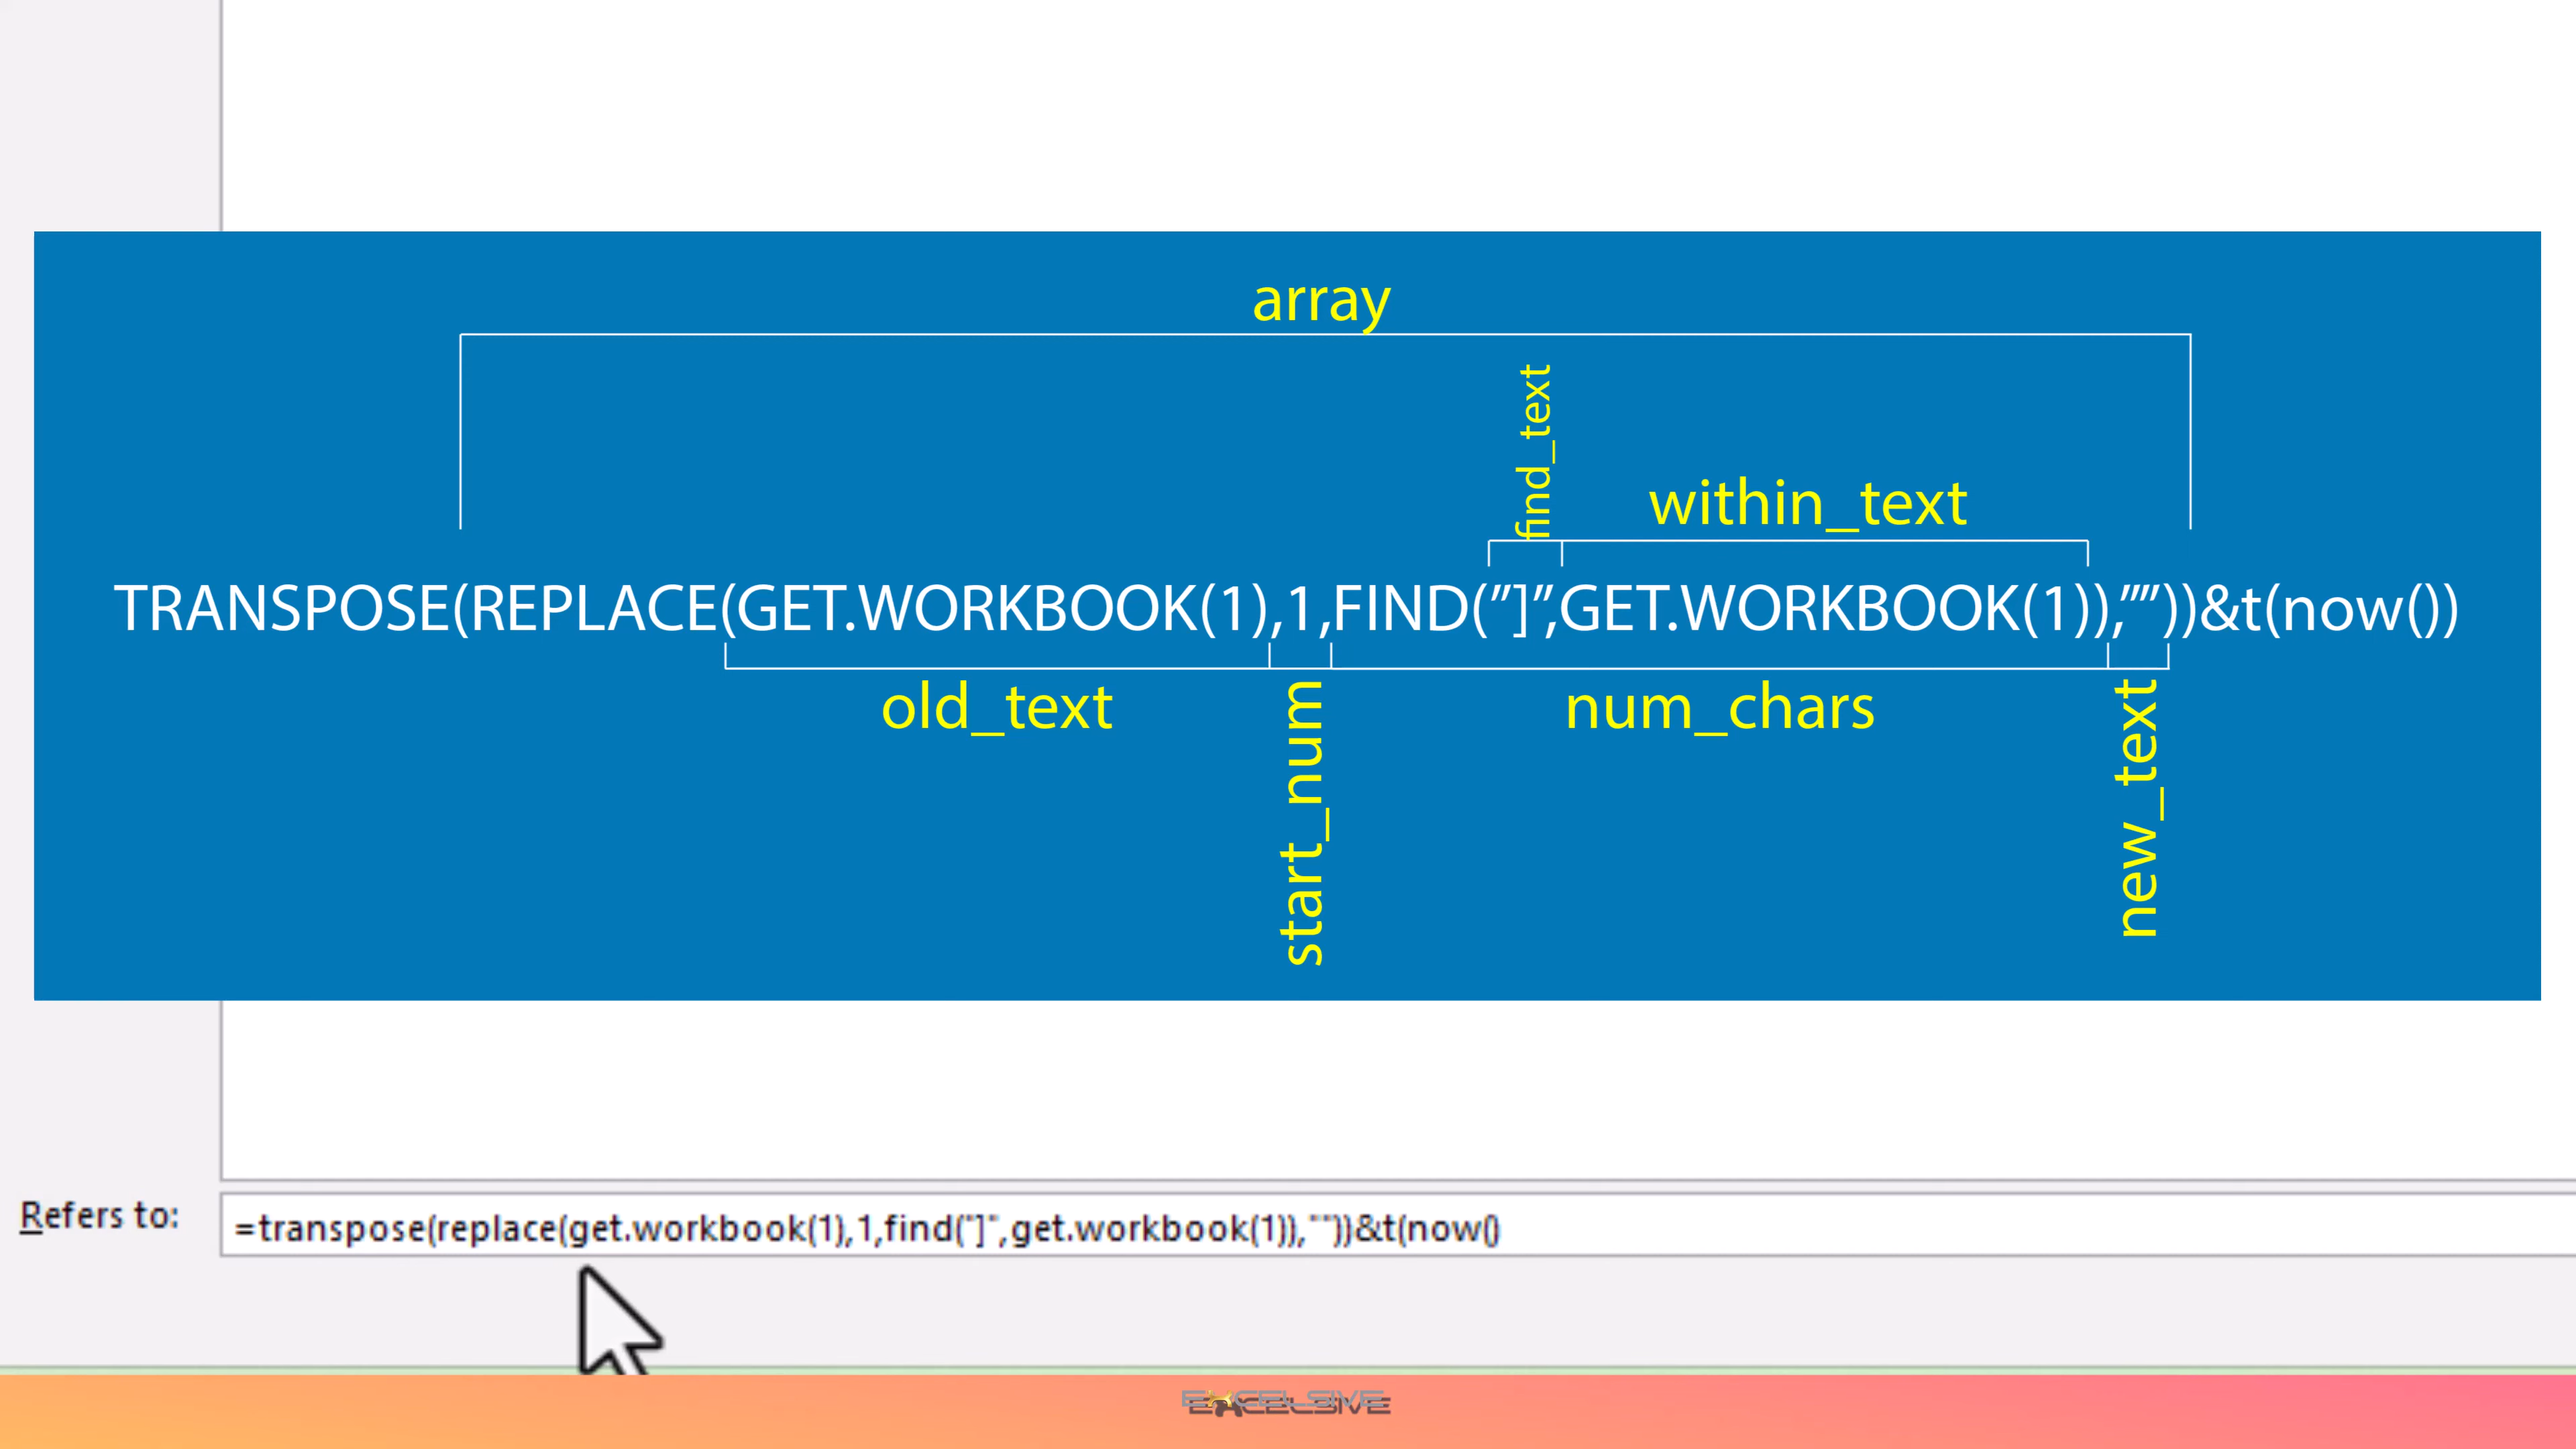 array
find_text
within_text
TRANSPOSE(REPLACE(GET.WORKBOOK(1),1,FIND(”]”,GET.WORKBOOK(1)),””))&t(now())
old_text
start_num
num_chars
new_text
Refers to:
=transpose(replace(get.workbook(1),1,find("]",get.workbook(1)),""))&t(now()
EXCELSIVE